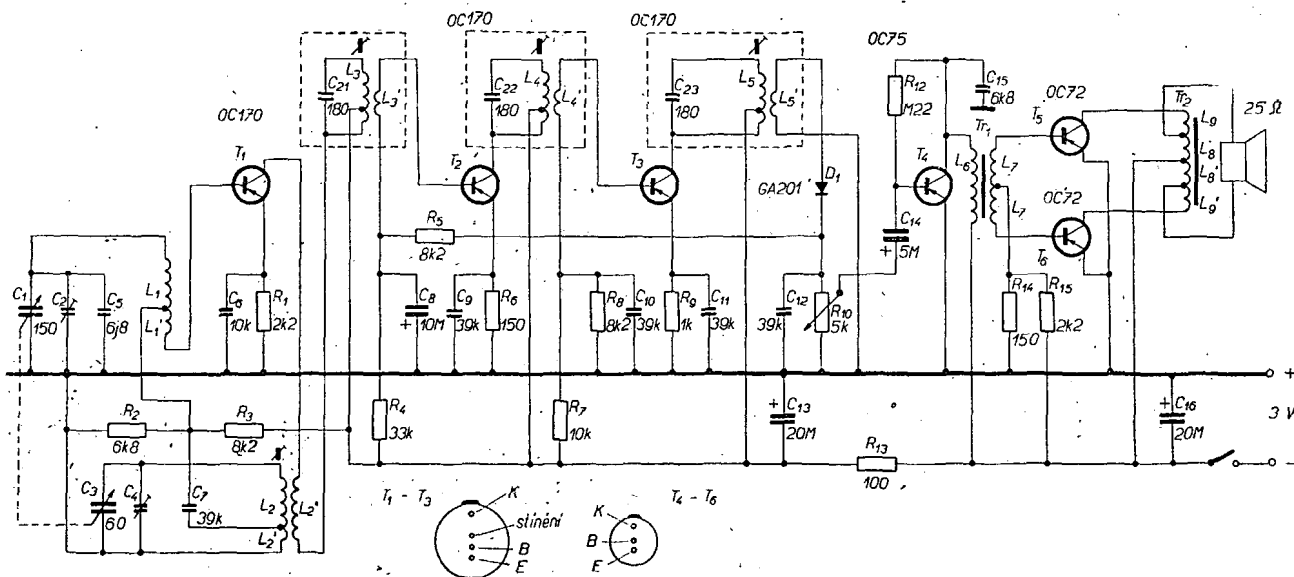 OC170
OC170
OC75
OC170
OC72
25 Ω
C21
180
L3
L3'
C22
180
L4
L4'
C23
180
L5
L5'
R12
M22
C15
6k8
T1
T2
T3
T4
T5
Tr1
Tr2
L6
L7
L7
L9
L8
L8'
L9'
GA201
D1
OC72
T6
R5
8k2
C14
+ 5M
C1
150
C2
C5
6j8
L1
L1'
C6
10k
R1
2k2
C8
+ 10M
C9
39k
R6
150
R8
8k2
C10
39k
R9
1k
C11
39k
C12
39k
R10
5k
R14
150
R15
2k2
+
R2
6k8
R3
8k2
R4
33k
R7
10k
+ C13
20M
R13
100
+ C16
20M
3 V
-
C3
60
C4
C7
39k
L2
L2'
L2'
T1 - T3
K
stínění
B
E
T4 - T6
K
B
E